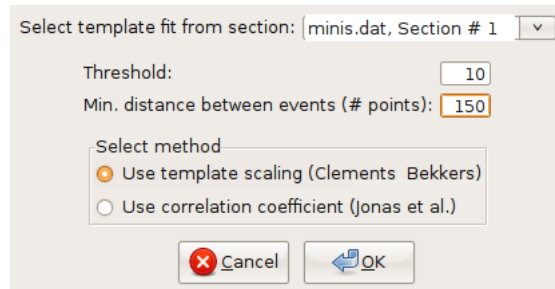 Select template fit from section: minis.dat, Section # 1
Threshold: 10
Min. distance between events (# points): 150
Select method
Use template scaling (Clements Bekkers)
Use correlation coefficient (Jonas et al.)
Cancel OK